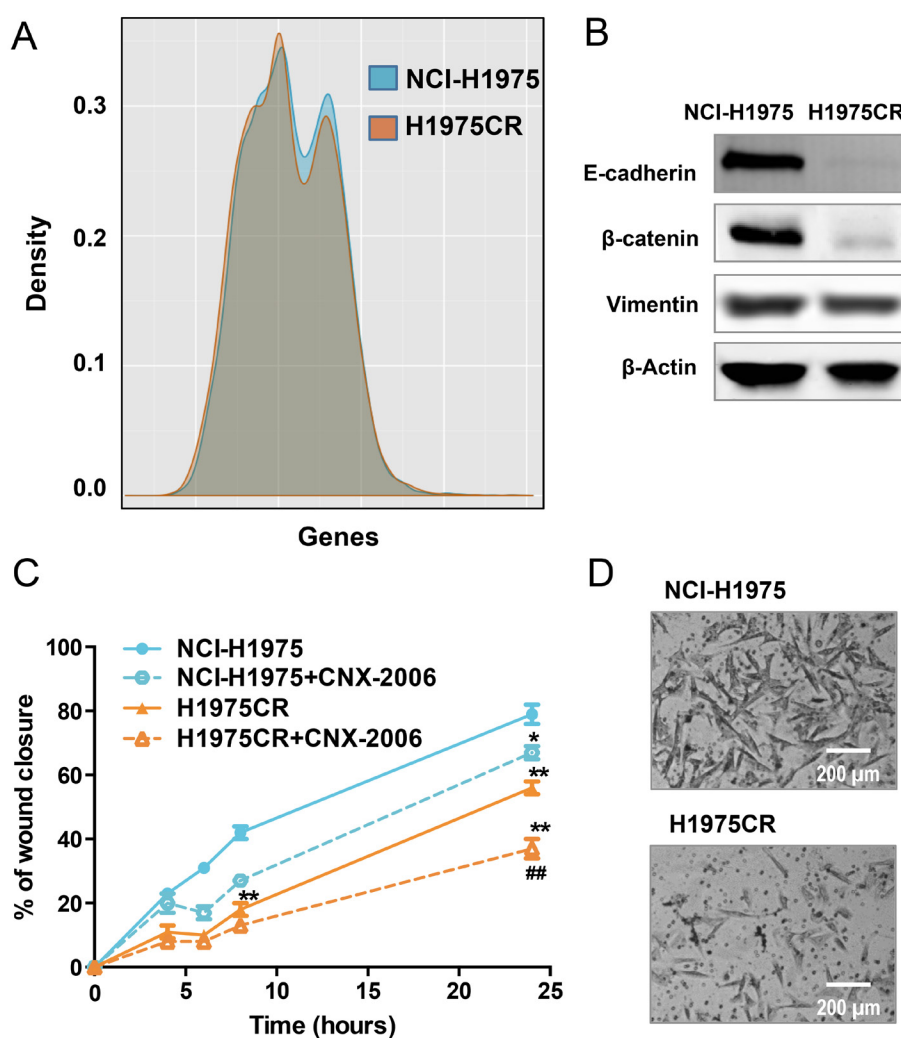 A
NCI-H1975
H1975CR
0.3
0.2
0.1
0.0
Density
Genes
B
NCI-H1975 H1975CR
E-cadherin
β-catenin
Vimentin
β-Actin
C
100
80
60
40
20
0
% of wound closure
NCI-H1975
NCI-H1975+CNX-2006
H1975CR
H1975CR+CNX-2006
*
**
**
##
**
0 5 10 15 20 25
Time (hours)
D
NCI-H1975
200 µm
H1975CR
200 µm